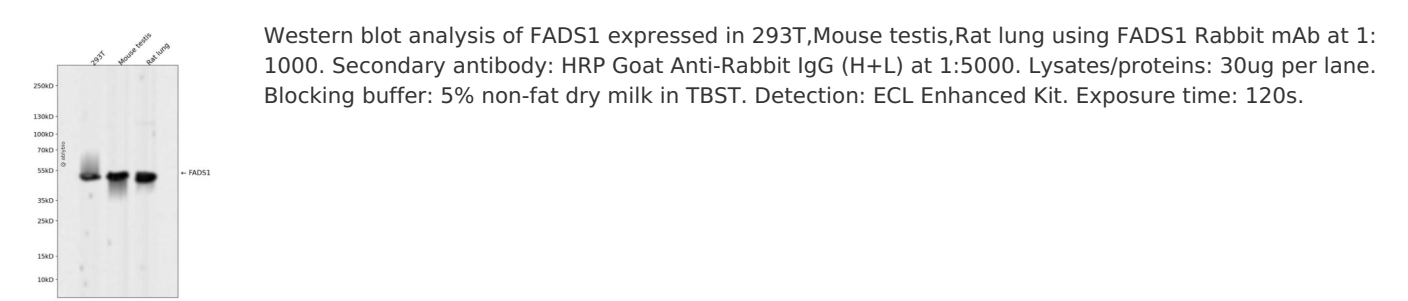 293T
Mouse testis
Rat lung
250kD
130kD
100kD
70kD
55kD
35kD
25kD
15kD
10kD
← FADS1
Western blot analysis of FADS1 expressed in 293T,Mouse testis,Rat lung using FADS1 Rabbit mAb at 1:
1000. Secondary antibody: HRP Goat Anti-Rabbit IgG (H+L) at 1:5000. Lysates/proteins: 30ug per lane.
Blocking buffer: 5% non-fat dry milk in TBST. Detection: ECL Enhanced Kit. Exposure time: 120s.